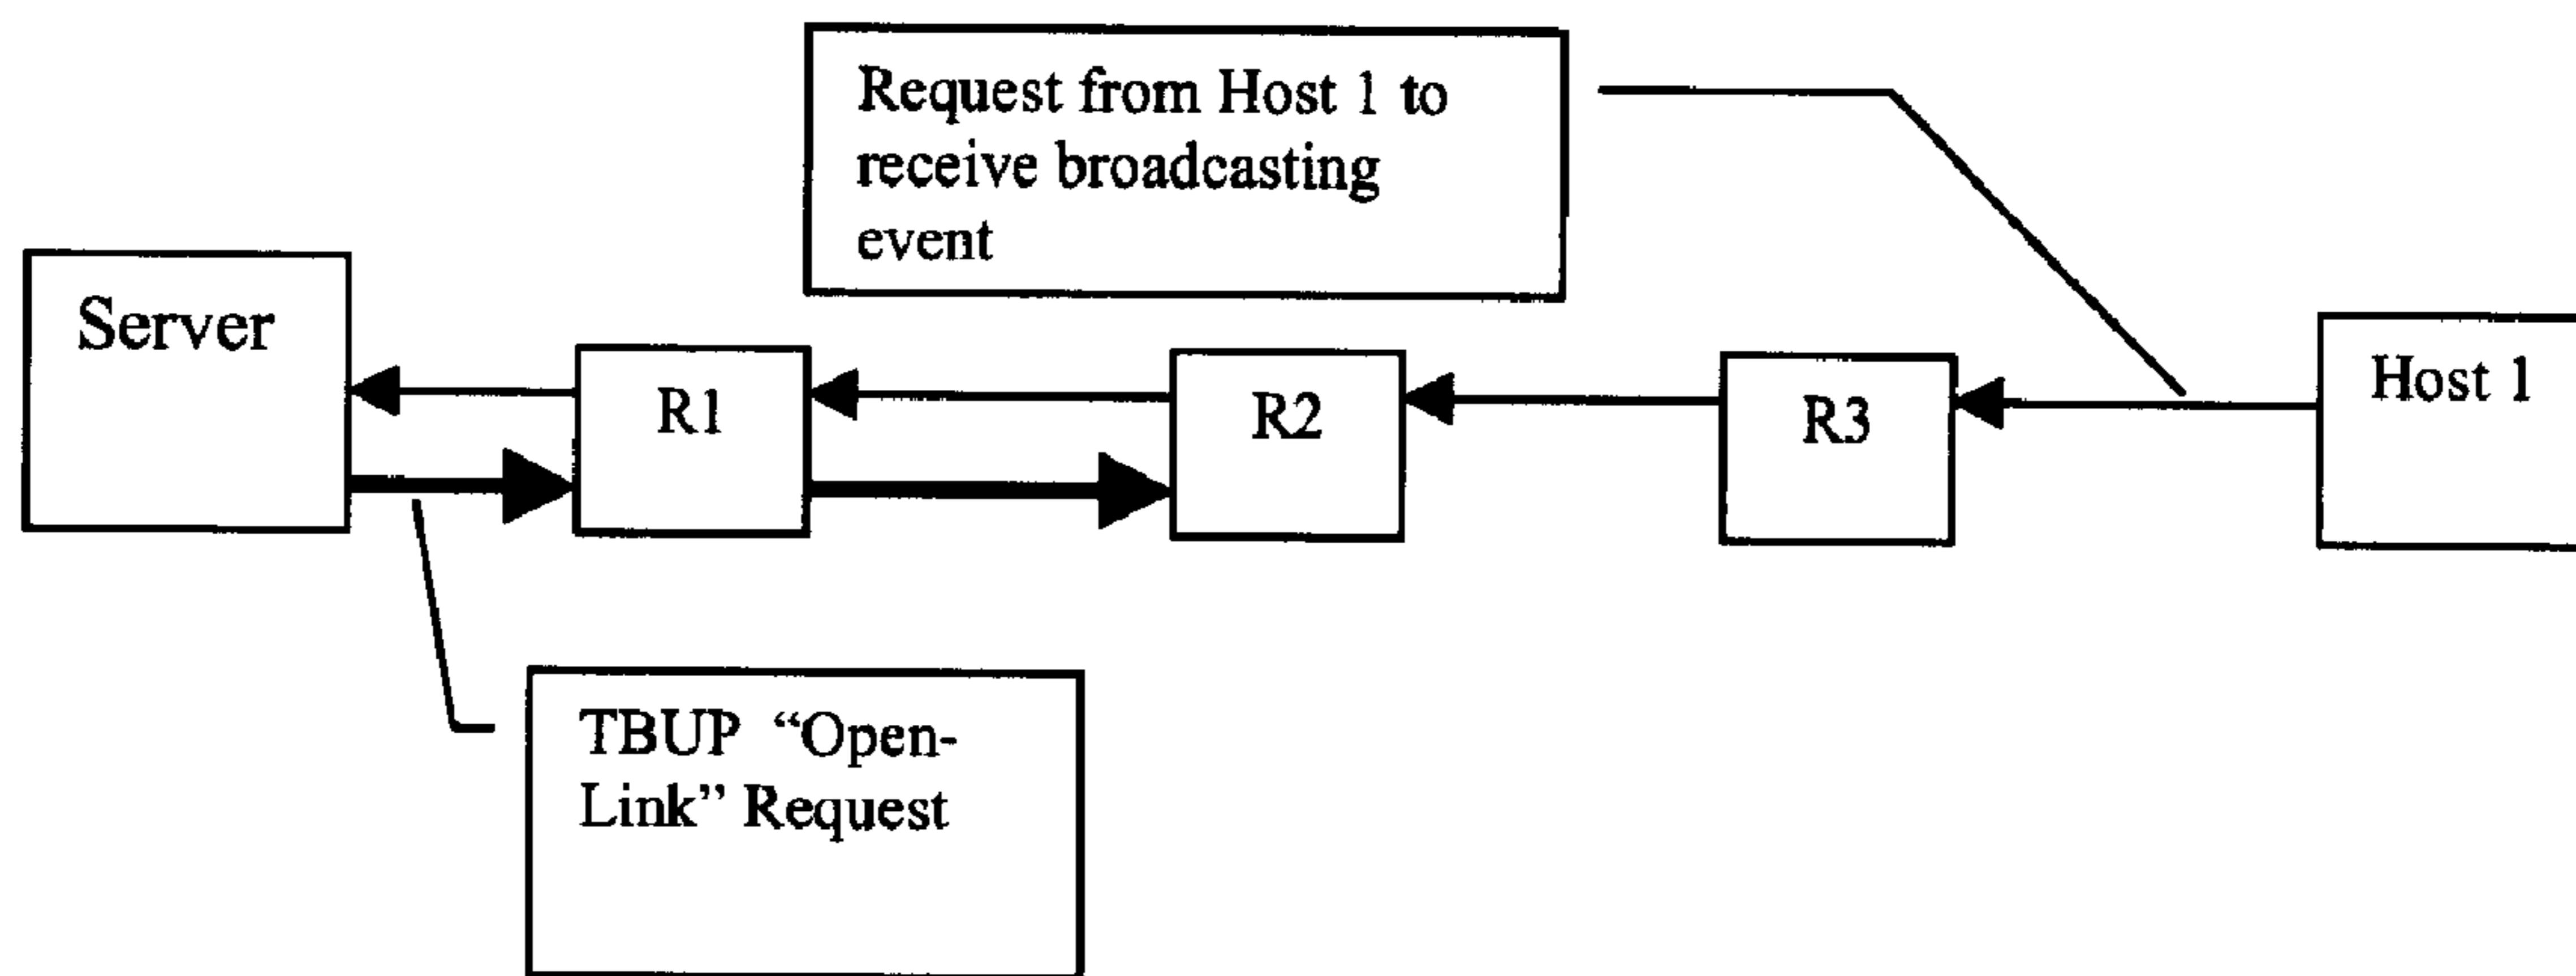 Request from Host 1 to
receive broadcasting
event
Server
R1
R2
R3
Host 1
TBUP “Open-
Link” Request